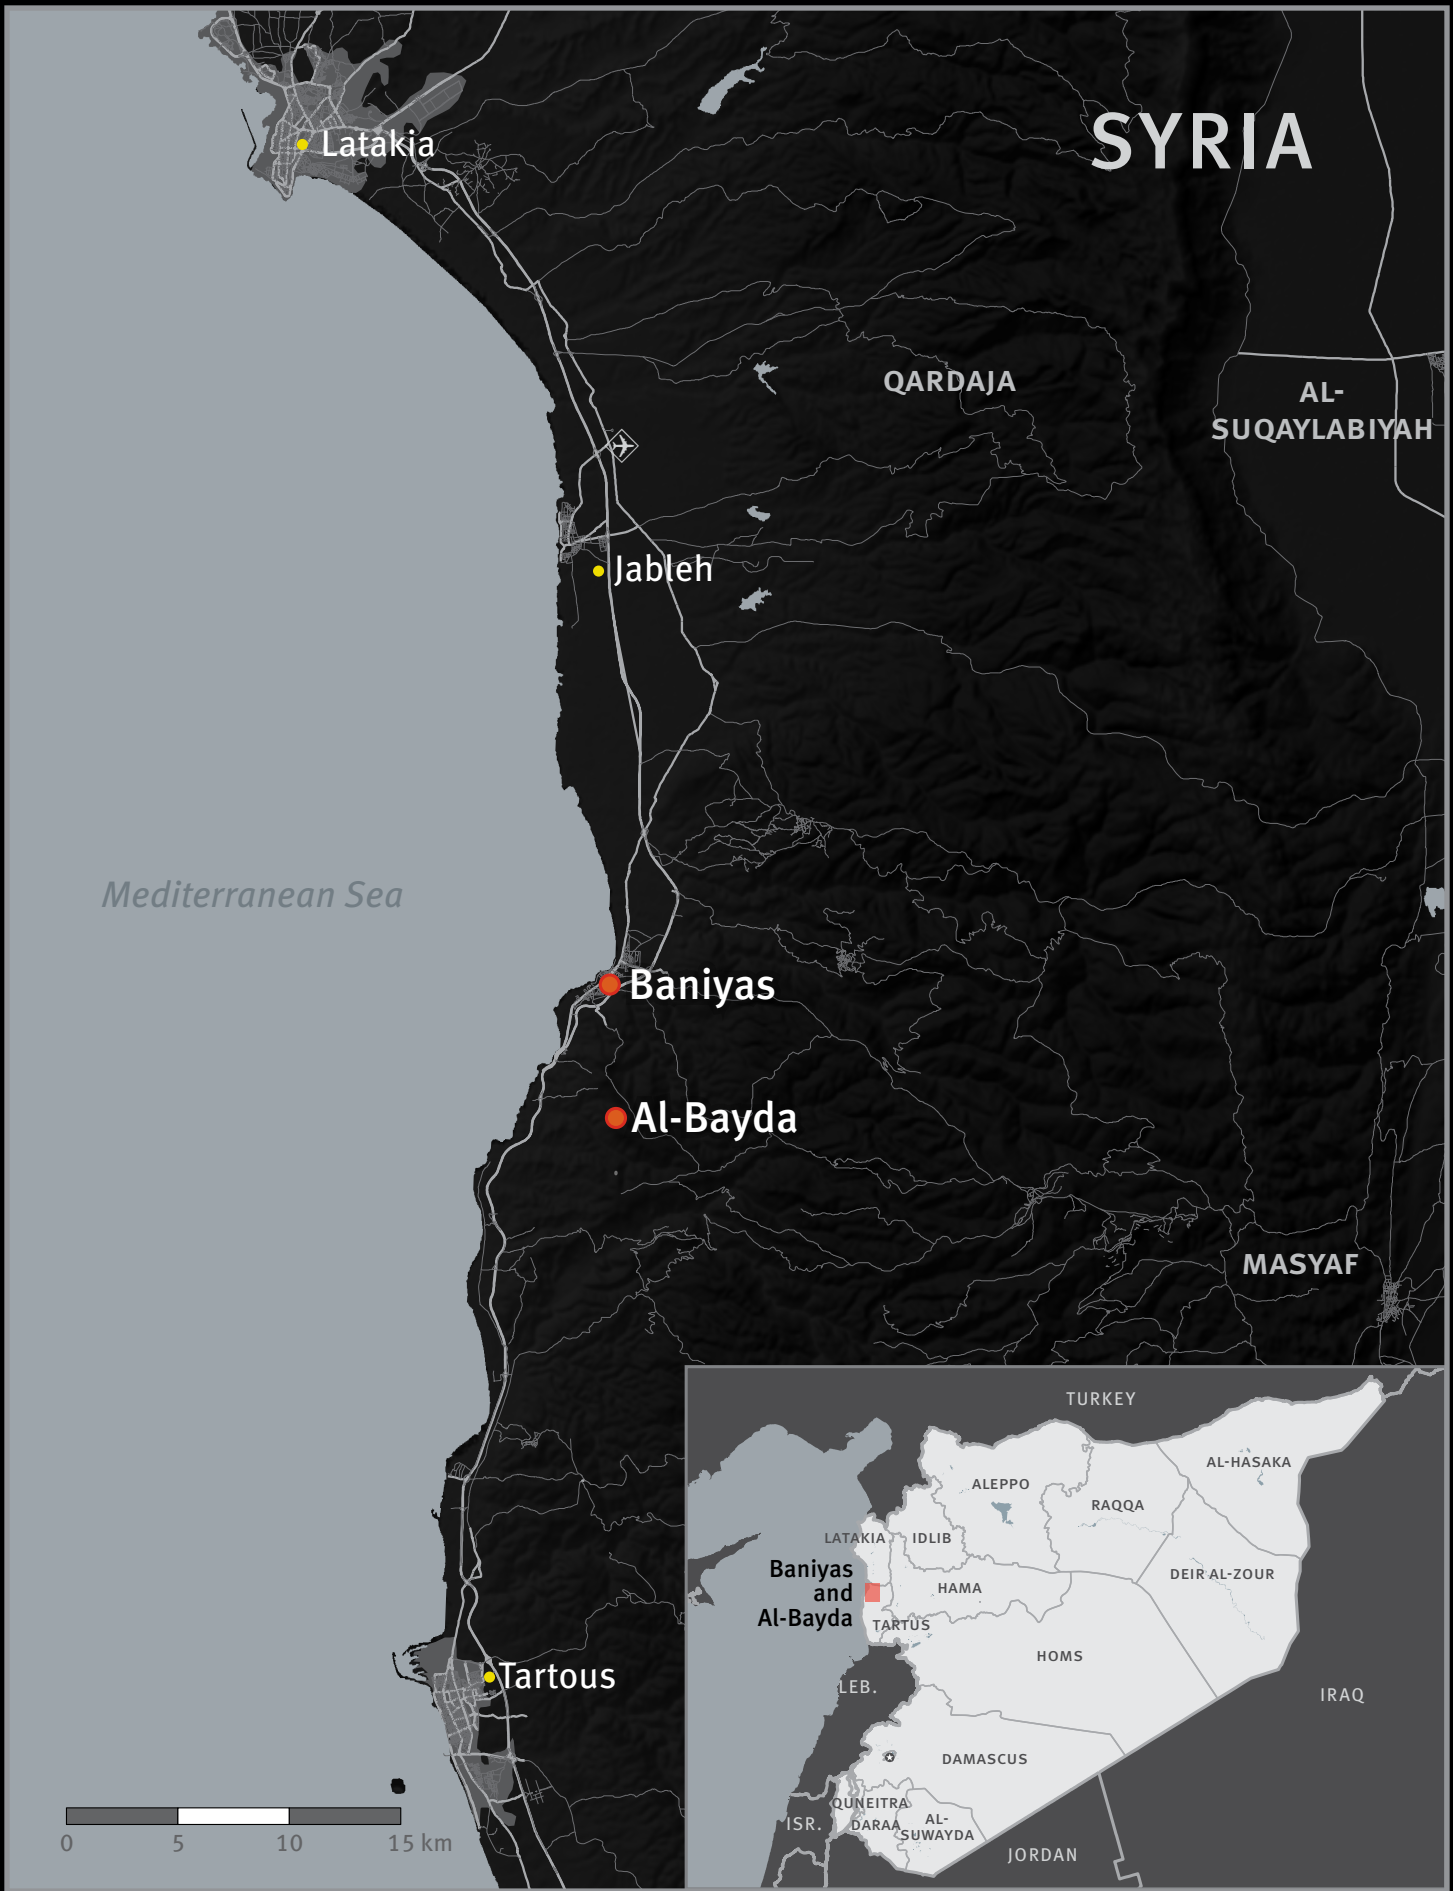 SYRIA
Latakia
QARDAJA
AL-
SUQAYLABIYAH
Jableh
Mediterranean Sea
Baniyas
Al-Bayda
MASYAF
Tartous
0 5 10 15 km
TURKEY
AL-HASAKA
ALEPPO
RAQQA
LATAKIA
IDLIB
Baniyas
and
Al-Bayda
DEIR AL-ZOUR
HAMA
TARTUS
HOMS
LEB.
IRAQ
DAMASCUS
QUNEITRA
ISR.
DARAA
AL-
SUWAYDA
JORDAN